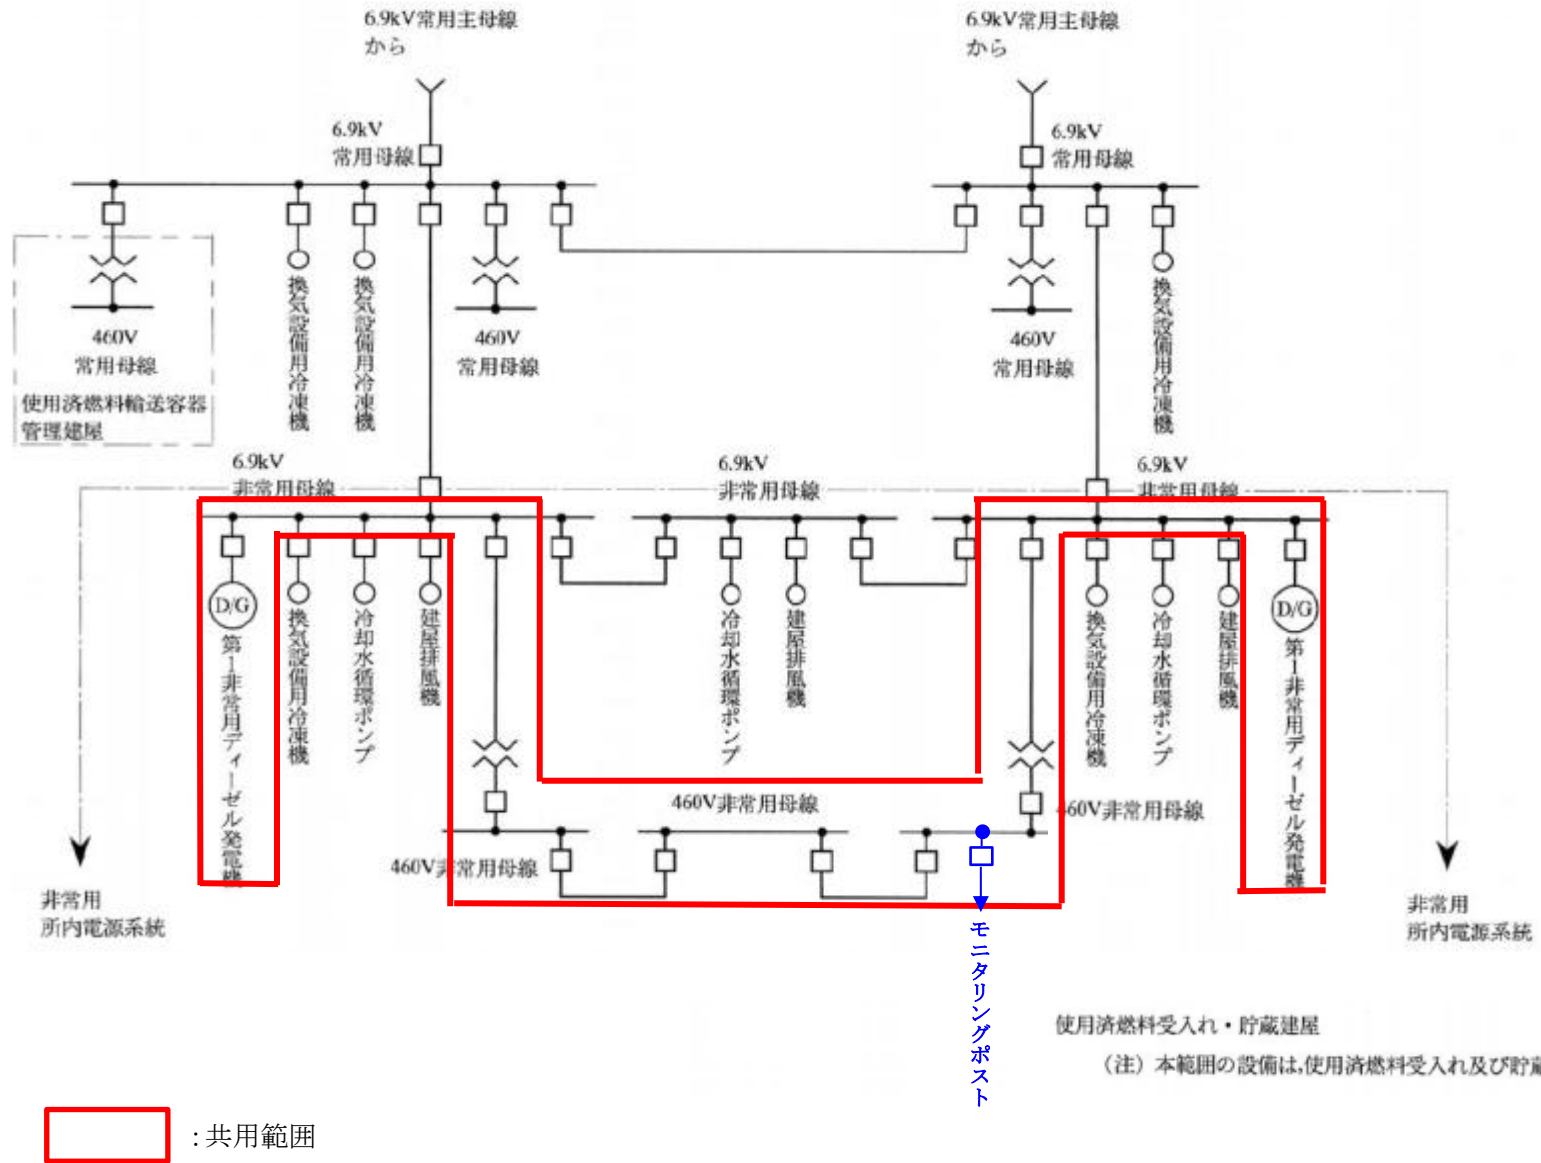 6.9kV常用主母線
から
6.9kV常用主母線
から
6.9kV
常用母線
6.9kV
常用母線
460V
常用母線
使用済燃料輸送容器
管理建屋
換気設備用冷凍機
換気設備用冷凍機
460V
常用母線
460V
常用母線
換気設備用冷凍機
6.9kV
非常用母線
6.9kV
非常用母線
6.9kV
非常用母線
D/G
第1非常用ディーゼル発電機
換気設備用冷凍機
冷却水循環ポンプ
建屋排風機
冷却水循環ポンプ
建屋排風機
換気設備用冷凍機
冷却水循環ポンプ
建屋排風機
D/G
第1非常用ディーゼル発電機
460V非常用母線
460V非常用母線
460V非常用母線
非常用
所内電源系統
非常用
所内電源系統
モニタリングポスト
使用済燃料受入れ・貯蔵建屋
（注）本範囲の設備は,使用済燃料受入れ及び貯蔵
：共用範囲